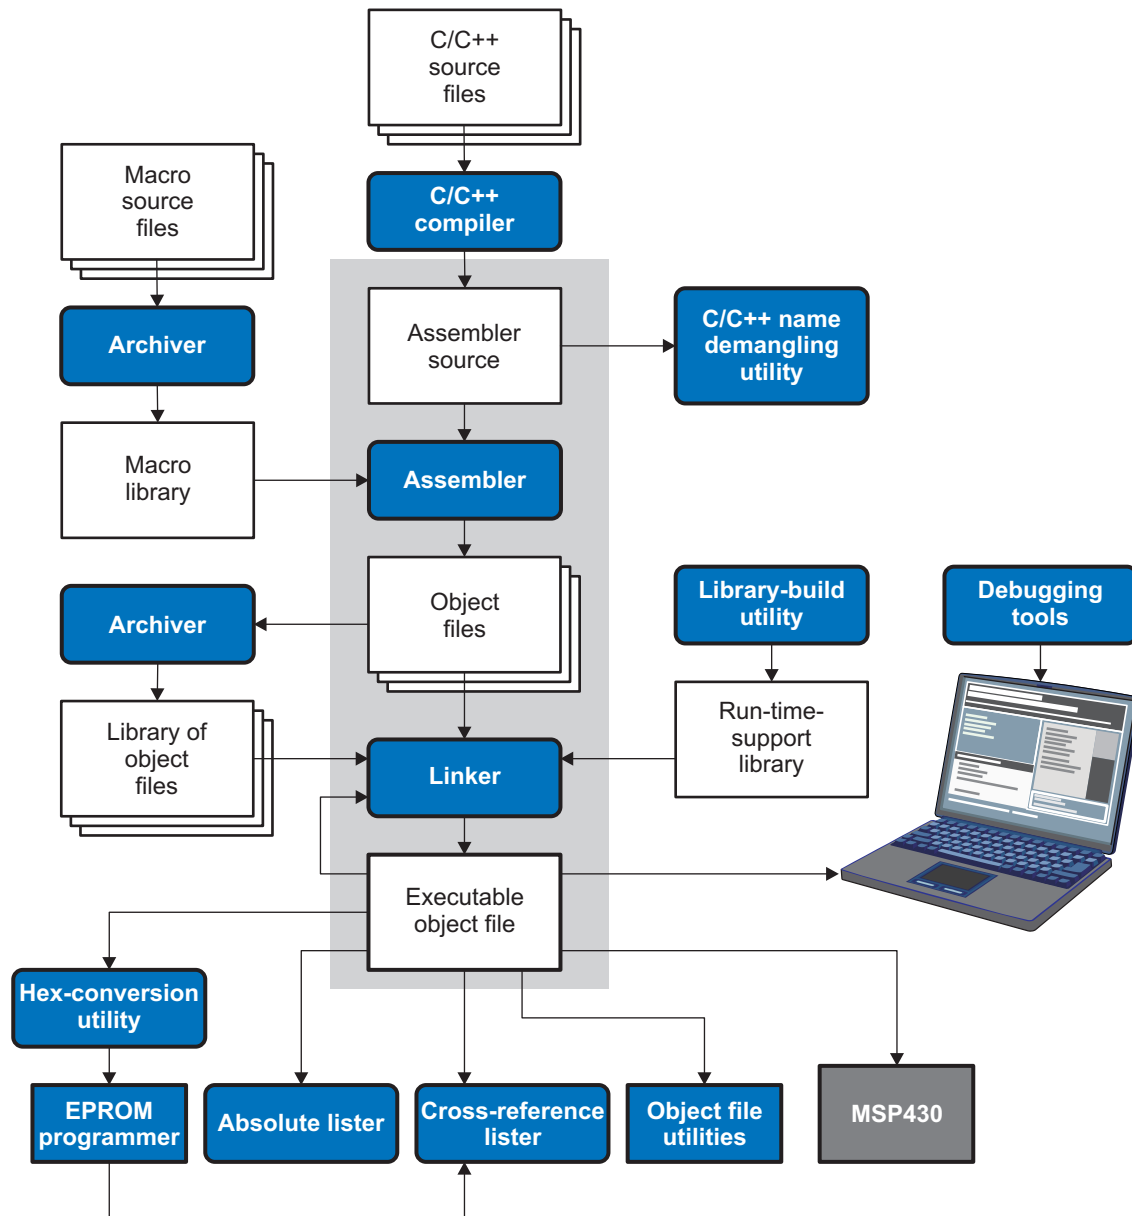 C/C++
source
files
Macro
source
files
C/C++
compiler
Archiver
Assembler
source
C/C++ name
demangling
utility
Macro
library
Assembler
Archiver
Object
files
Library-build
utility
Debugging
tools
Library of
object
files
Linker
Run-time-
support
library
Executable
object file
Hex-conversion
utility
EPROM
programmer
Absolute lister
Cross-reference
lister
Object file
utilities
MSP430